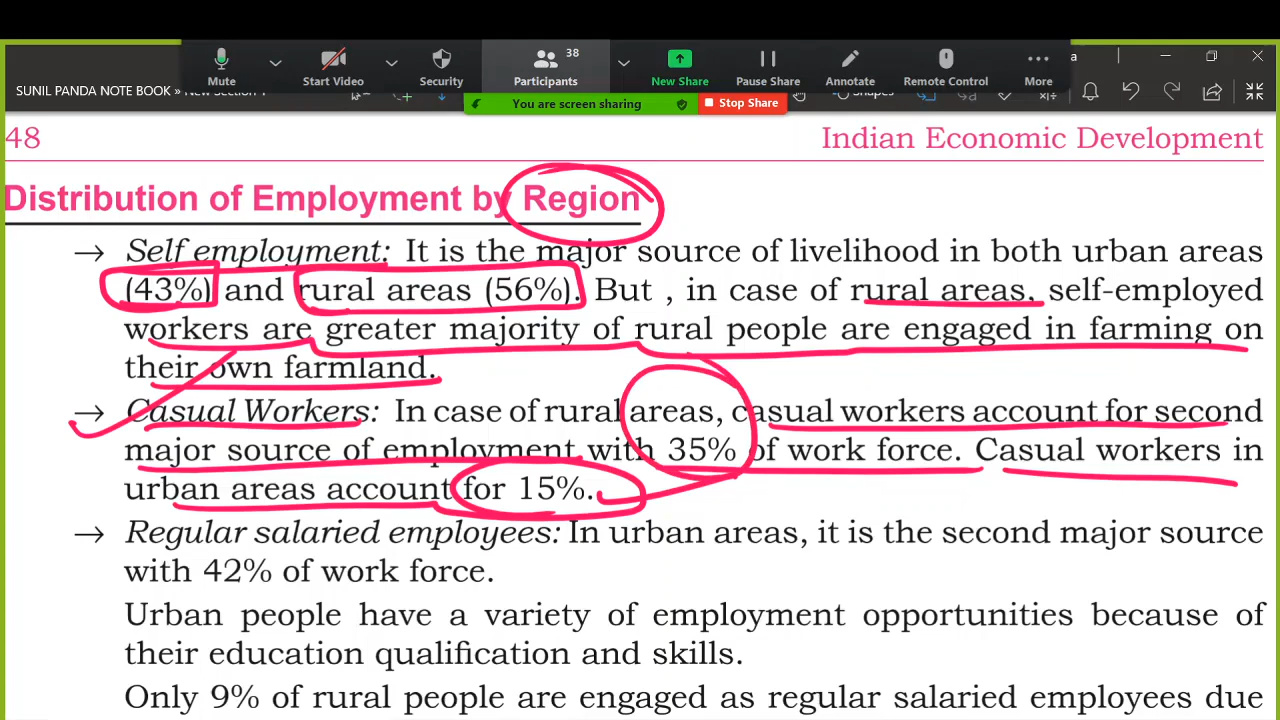 38
a
Mute
Start Video
Security
Participants
New Share
Pause Share
Annotate
Remote Control
More
SUNIL PANDA NOTE BOOK » New Section 1
You are screen sharing
Stop Share
Shapes
48
Indian Economic Development
Distribution of Employment by Region
→ Self employment: It is the major source of livelihood in both urban areas
(43%) and rural areas (56%). But , in case of rural areas, self-employed
workers are greater majority of rural people are engaged in farming on
their own farmland.
→ Casual Workers: In case of rural areas, casual workers account for second
major source of employment with 35% of work force. Casual workers in
urban areas account for 15%.
→ Regular salaried employees: In urban areas, it is the second major source
with 42% of work force.
Urban people have a variety of employment opportunities because of
their education qualification and skills.
Only 9% of rural people are engaged as regular salaried employees due